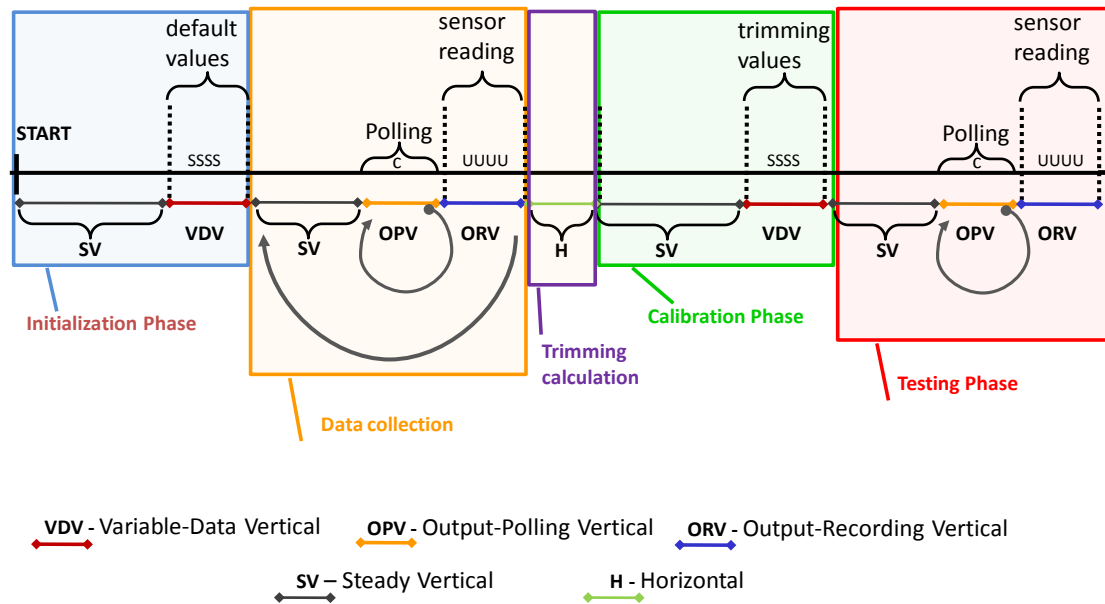 default
values
sensor
reading
trimming
values
sensor
reading
START
Polling
Polling
SSSS
C
UUUU
SSSS
C
UUUU
SV
VDV
SV
OPV
ORV
H
SV
VDV
SV
OPV
ORV
Initialization Phase
Calibration Phase
Trimming
calculation
Testing Phase
Data collection
VDV - Variable-Data Vertical
OPV - Output-Polling Vertical
ORV - Output-Recording Vertical
SV – Steady Vertical
H - Horizontal